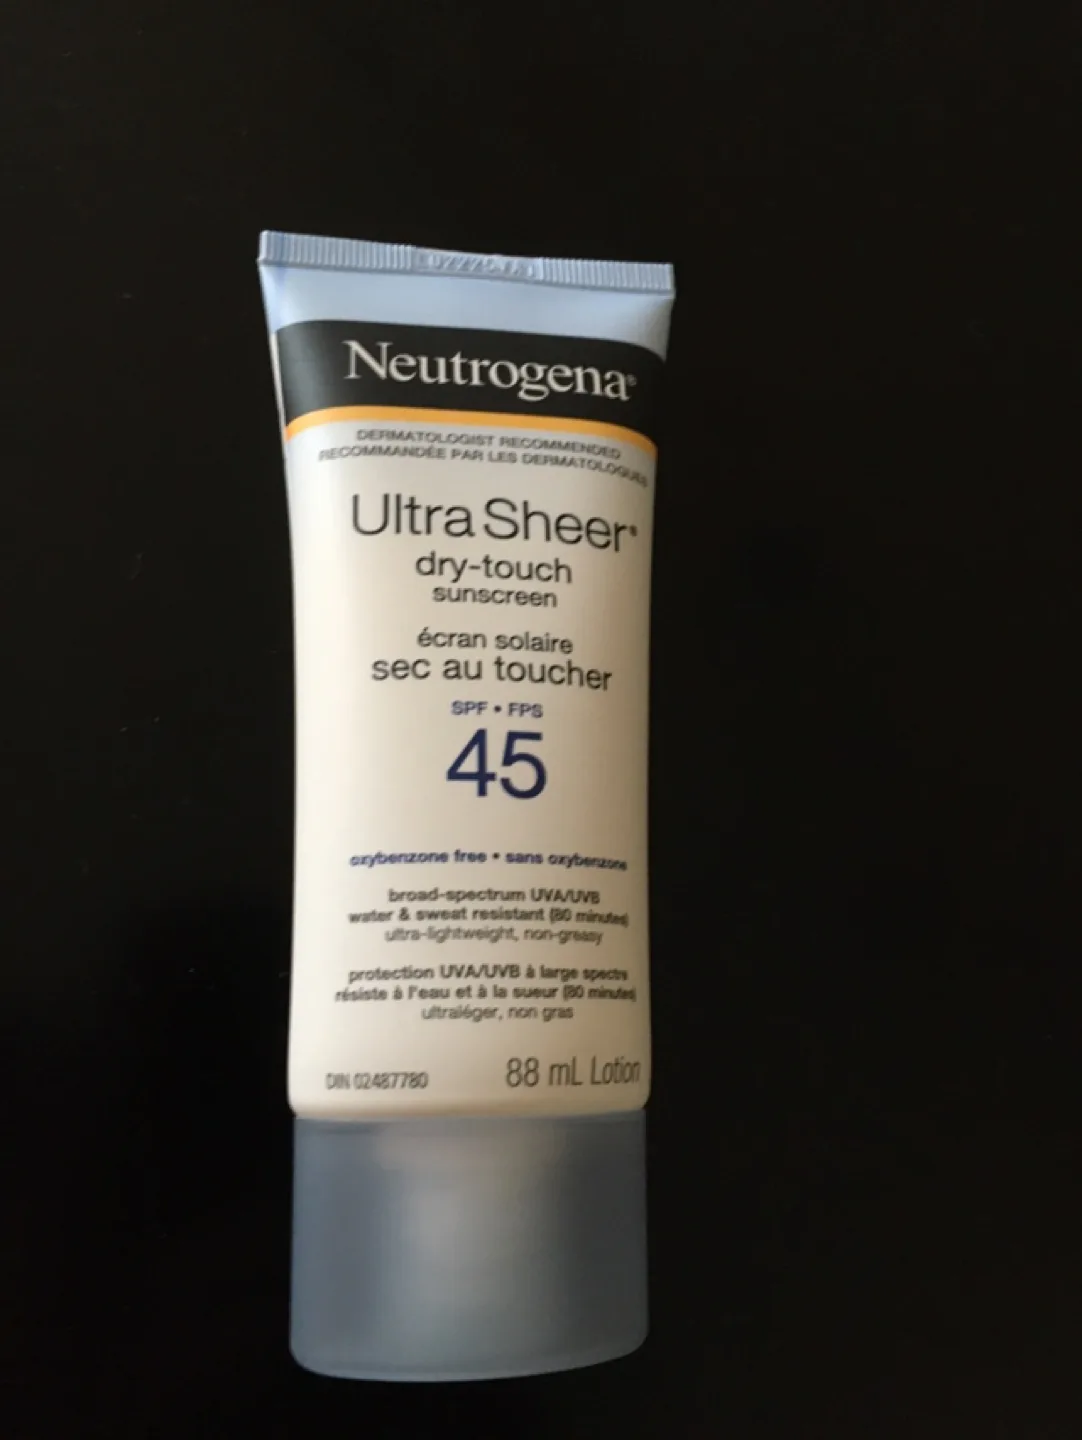 Neutrogena®
DERMATOLOGIST RECOMMENDED
RECOMMANDÉE PAR LES DERMATOLOGUES
Ultra Sheer®
dry-touch
sunscreen
écran solaire
sec au toucher
SPF • FPS
45
oxybenzone free • sans oxybenzone
broad-spectrum UVA/UVB
water & sweat resistant (80 minutes)
ultra-lightweight, non-greasy
protection UVA/UVB à large spectre
résiste à l'eau et à la sueur (80 minutes)
ultraléger, non gras
DIN 02487780
88 mL Lotion